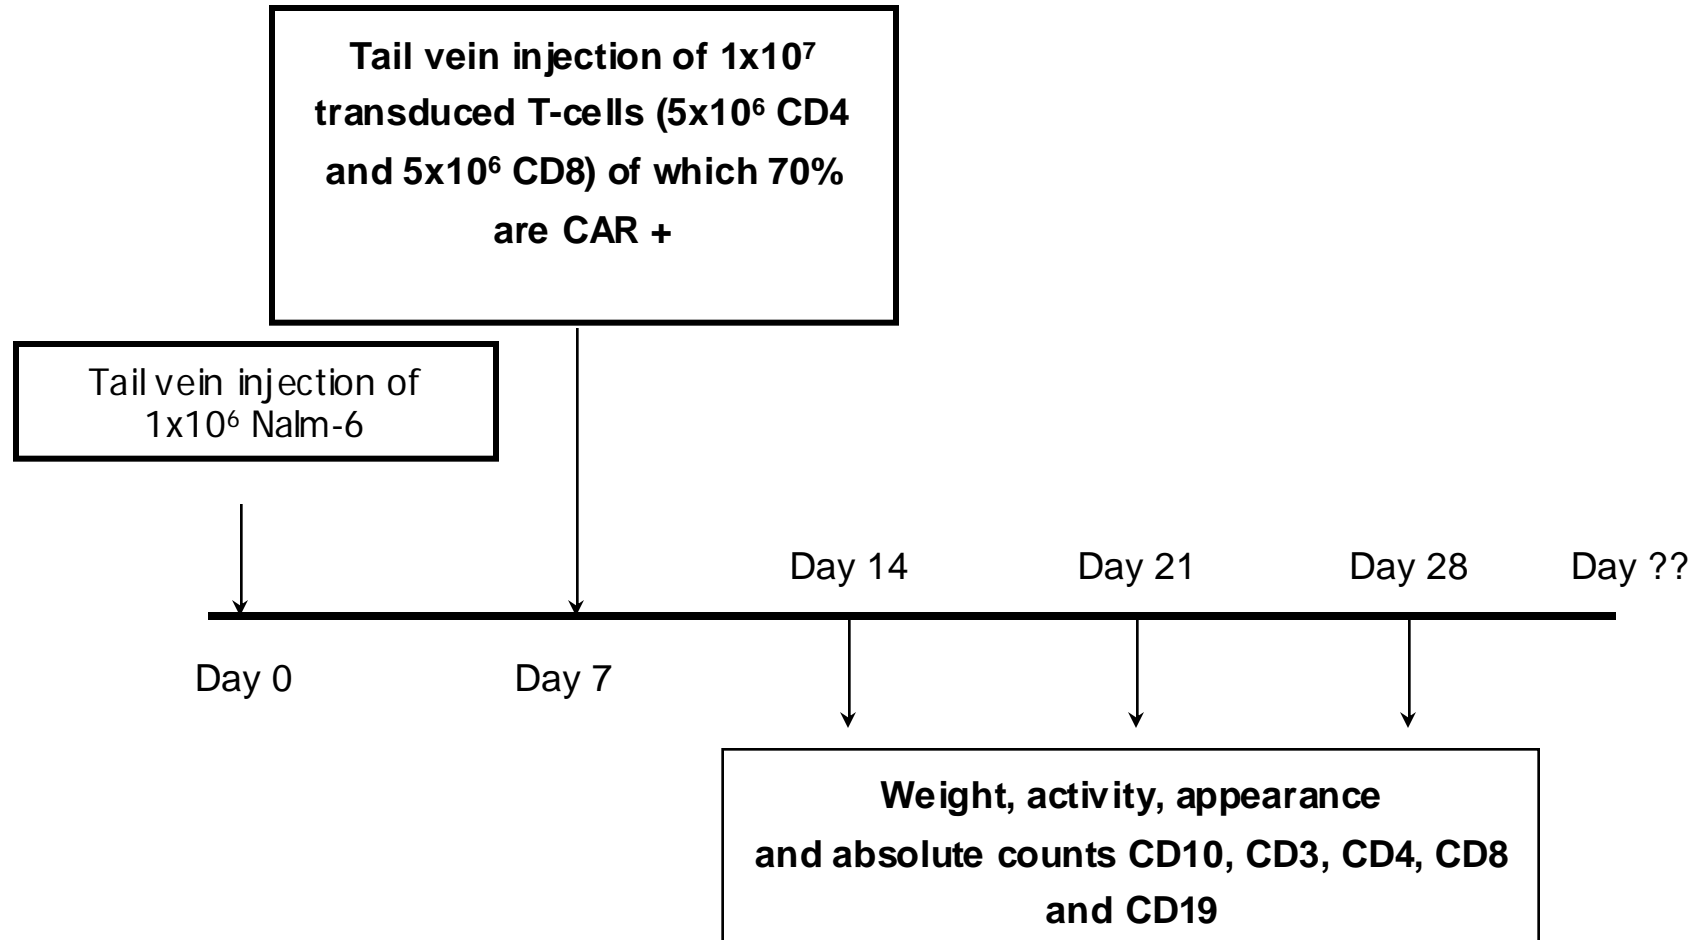 Tail vein injection of 1x10⁷
transduced T-cells (5x10⁶ CD4
and 5x10⁶ CD8) of which 70%
are CAR +
Tail vein injection of
1x10⁶ Nalm-6
Day 14 Day 21 Day 28 Day ??
Day 0 Day 7
Weight, activity, appearance
and absolute counts CD10, CD3, CD4, CD8
and CD19